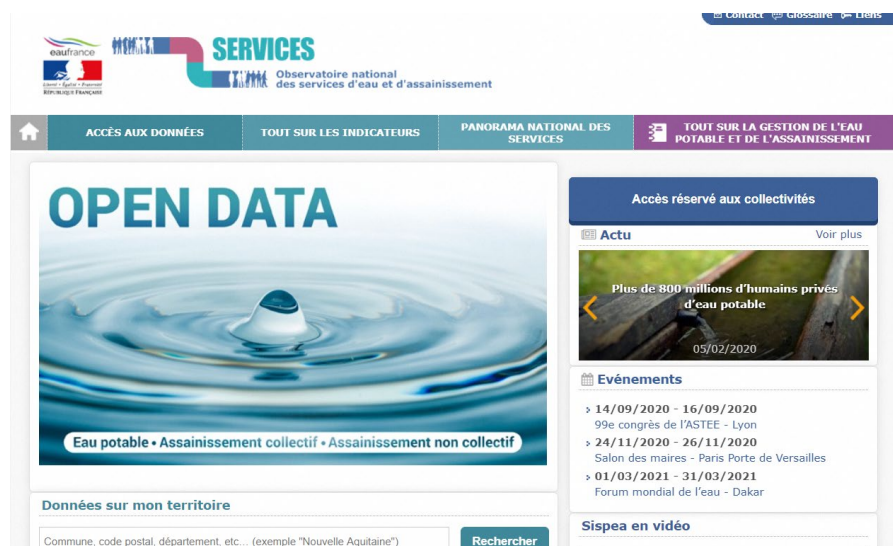 Contact Glossaire Liens
eaufrance
Liberté • Égalité • Fraternité
RÉPUBLIQUE FRANÇAISE
SERVICES
Observatoire national
des services d'eau et d'assainissement
ACCÈS AUX DONNÉES
TOUT SUR LES INDICATEURS
PANORAMA NATIONAL DES
SERVICES
TOUT SUR LA GESTION DE L'EAU
POTABLE ET DE L'ASSAINISSEMENT
OPEN DATA
Eau potable • Assainissement collectif • Assainissement non collectif
Données sur mon territoire
Commune, code postal, département, etc... (exemple "Nouvelle Aquitaine")
Rechercher
Accès réservé aux collectivités
Actu
Voir plus
Plus de 800 millions d’humains privés
d’eau potable
05/02/2020
Evénements
14/09/2020 - 16/09/2020
99e congrès de l’ASTEE - Lyon
24/11/2020 - 26/11/2020
Salon des maires - Paris Porte de Versailles
01/03/2021 - 31/03/2021
Forum mondial de l’eau - Dakar
Sispea en vidéo